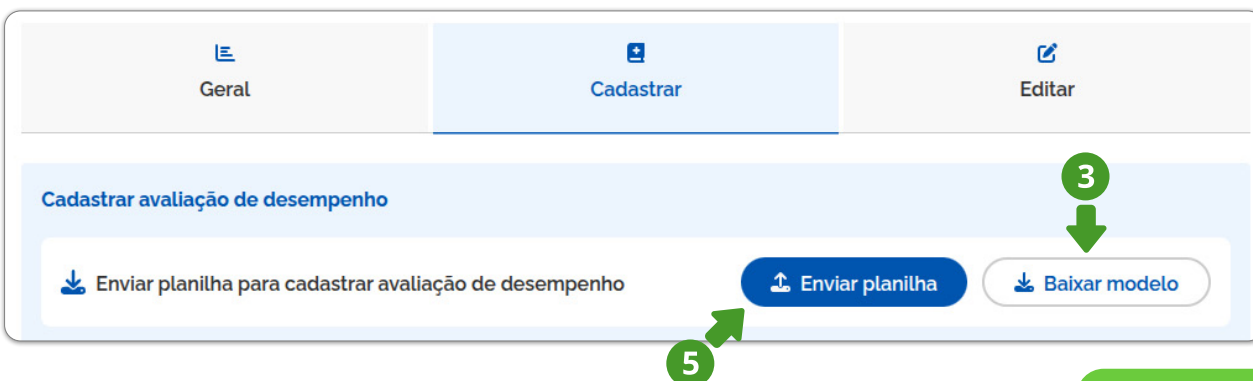 Geral
Cadastrar
Editar
3
Cadastrar avaliação de desempenho
Enviar planilha para cadastrar avaliação de desempenho
Enviar planilha
Baixar modelo
5